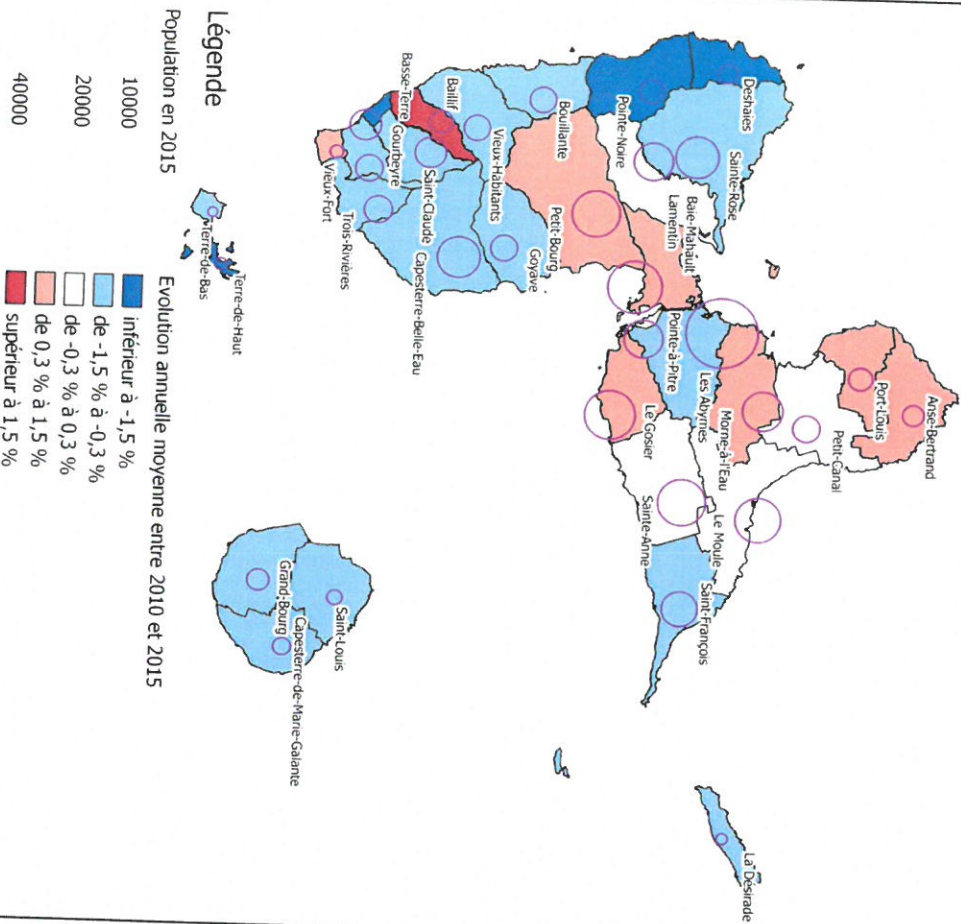 Anse-Bertrand
Port-Louis
Petit-Canal
Morne-à-l'Eau
Le Moule
Les Abymes
Pointe-à-Pitre
Le Gosier
Sainte-Anne
Saint-François
La Désirade
Deshaies
Sainte-Rose
Pointe-Noire
Lamentin
Baie-Mahault
Petit-Bourg
Bouillante
Goyave
Vieux-Habitants
Baillif
Basse-Terre
Saint-Claude
Capesterre-Belle-Eau
Gourbeyre
Trois-Rivières
Vieux-Fort
Terre-de-Haut
Terre-de-Bas
Saint-Louis
Grand-Bourg
Capesterre-de-Marie-Galante
Légende
Population en 2015
10000
20000
40000
Evolution annuelle moyenne entre 2010 et 2015
inférieur à -1,5 %
de -1,5 % à -0,3 %
de -0,3 % à 0,3 %
de 0,3 % à 1,5 %
supérieur à 1,5 %